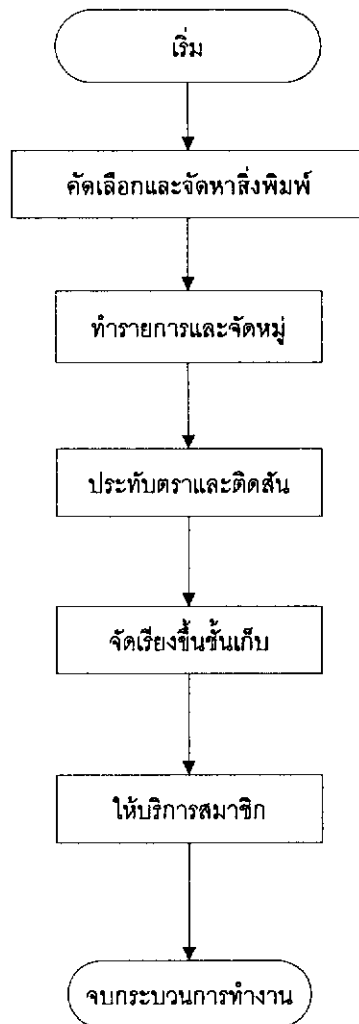 เริ่ม
คัดเลือกและจัดหาสิ่งพิมพ์
ทำรายการและจัดหมู่
ประทับตราและติดสัน
จัดเรียงขึ้นชั้นเก็บ
ให้บริการสมาชิก
จบกระบวนการทำงาน